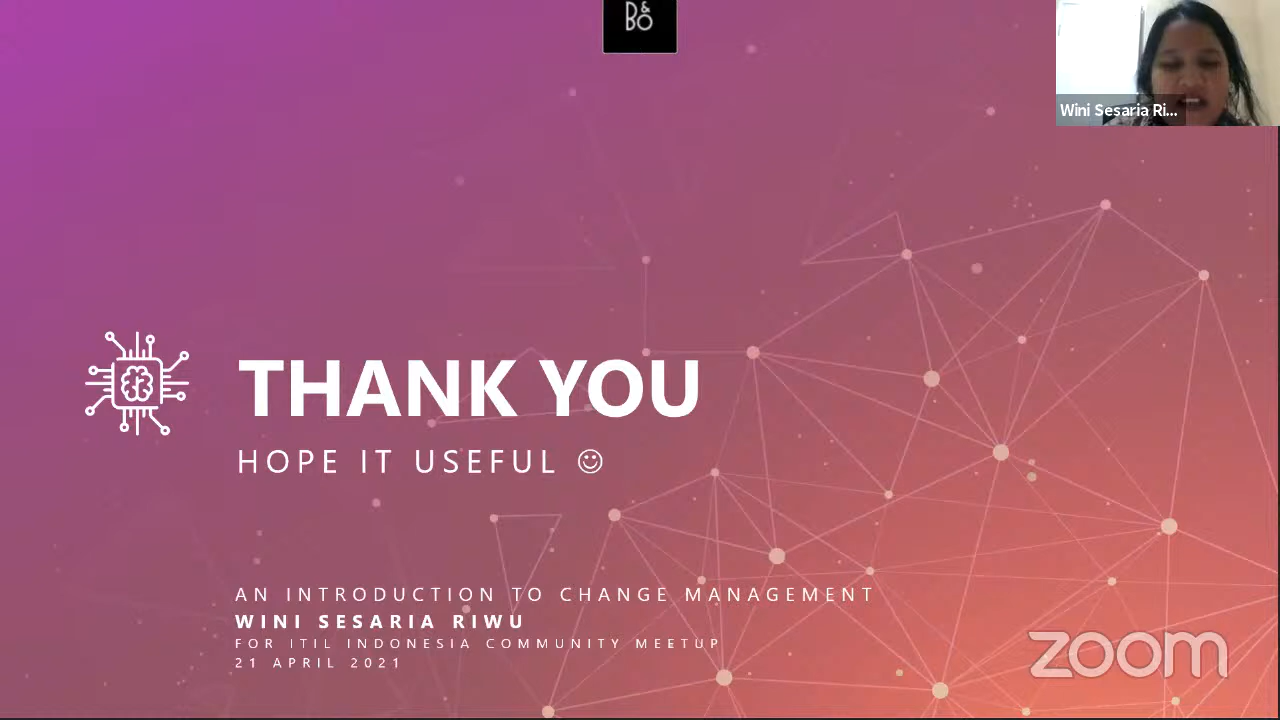 B&O
Wini Sesaria Ri...
THANK YOU
HOPE IT USEFUL ☺
AN INTRODUCTION TO CHANGE MANAGEMENT
WINI SESARIA RIWU
FOR ITIL INDONESIA COMMUNITY MEETUP
21 APRIL 2021
zoom